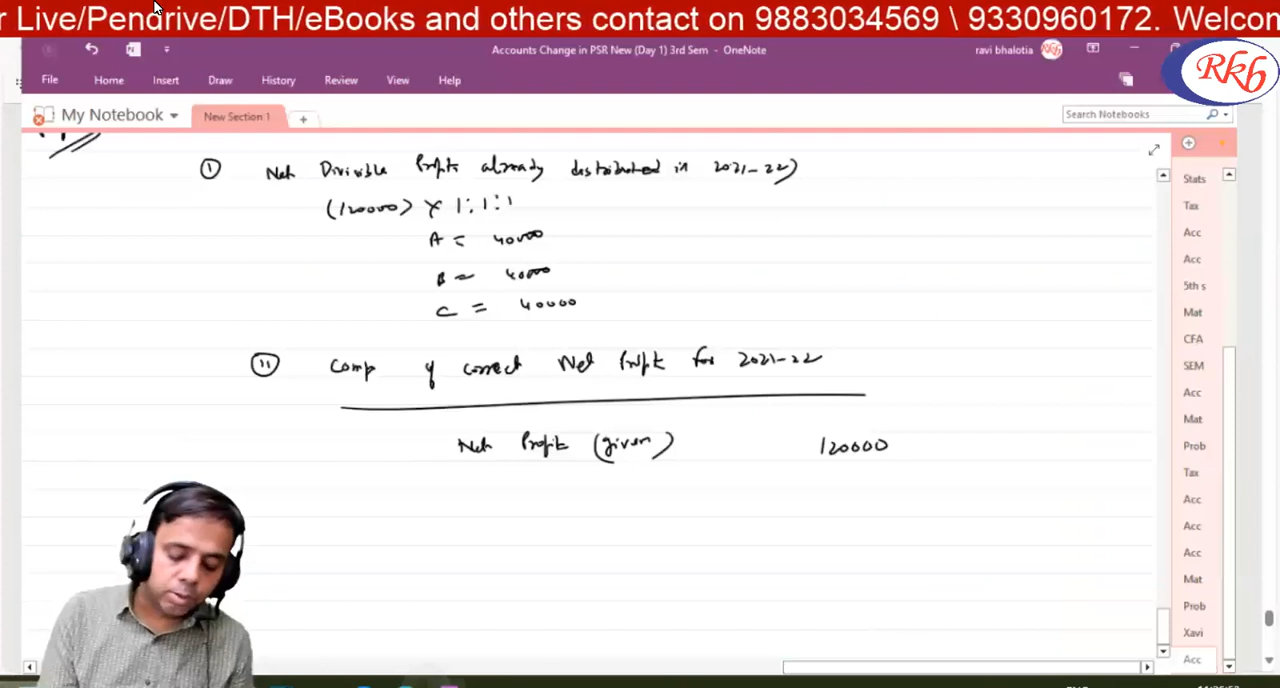 r Live/Pendrive/DTH/eBooks and others contact on 9883034569 \ 9330960172. Welcon
Accounts Change in PSR New (Day 1) 3rd Sem - OneNote
ravi bhalotia
RKb
Rkb
File
Home
Insert
Draw
History
Review
View
Help
My Notebook
New Section 1
+
Search Notebooks
I Net Divisible Profits already distributed in 2021-22)
(120000) X 1:1:1
A = 40000
B = 40000
C = 40000
II Comp of correct Net Profit for 2021-22
Net Profit (given) 120000
Stats
Tax
Acc
Acc
5th s
Mat
CFA
SEM
Acc
Mat
Prob
Tax
Acc
Acc
Acc
Mat
Prob
Xavi
Acc